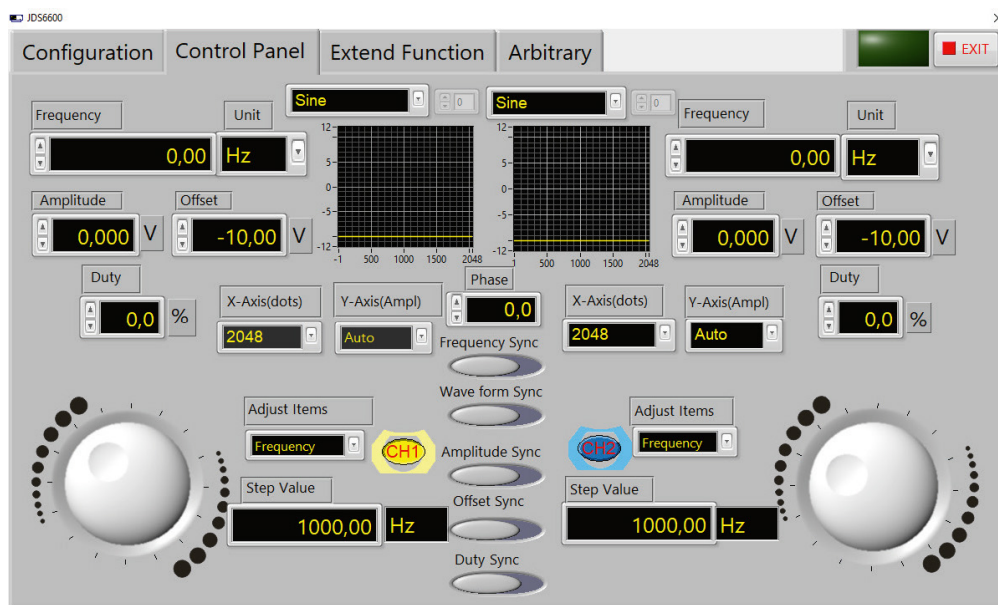 JDS6600
Configuration Control Panel Extend Function Arbitrary EXIT
Sine 0 Sine 0
Frequency Unit Frequency Unit
0,00 Hz 0,00 Hz
12 12
5 5
0 0
-5 -5
-12 -12
-1 500 1000 1500 2048 1 500 1000 1500 2048
Amplitude Offset Amplitude Offset
0,000 V -10,00 V 0,000 V -10,00 V
Duty Phase Duty
0,0 % 0,0 0,0 %
X-Axis(dots) Y-Axis(Ampl) X-Axis(dots) Y-Axis(Ampl)
2048 Auto 2048 Auto
Frequency Sync
Wave form Sync
Adjust Items Adjust Items
Frequency CH1 CH2 Frequency
Amplitude Sync
Step Value Step Value
Offset Sync
1000,00 Hz 1000,00 Hz
Duty Sync